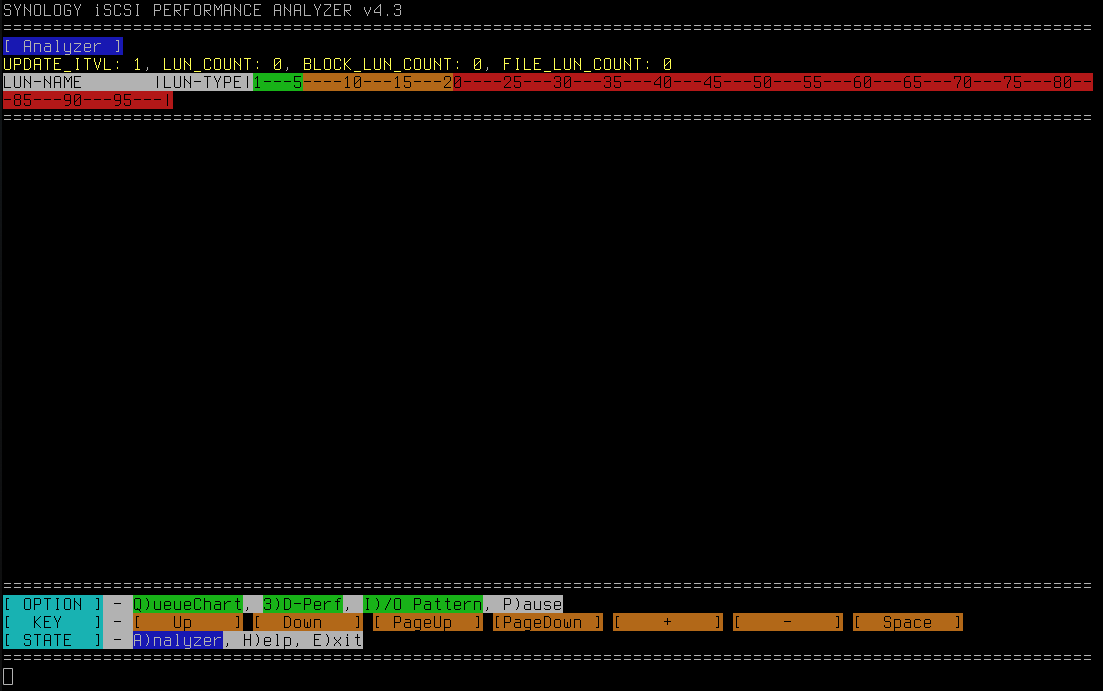 SYNOLOGY iSCSI PERFORMANCE ANALYZER v4.3
=============================================================================================================
[ Analyzer ]
UPDATE_ITVL: 1, LUN_COUNT: 0, BLOCK_LUN_COUNT: 0, FILE_LUN_COUNT: 0
LUN-NAME       |LUN-TYPE|1---5----10---15---20----25---30---35---40---45---50---55---60---65---70---75---80--
-85---90---95---|
=============================================================================================================
=============================================================================================================
[ OPTION ] - Q)ueueChart, 3)D-Perf, I)/O Pattern, P)ause
[  KEY   ] - [   Up    ] [  Down   ] [ PageUp  ] [PageDown ] [    +    ] [    -    ] [  Space  ]
[ STATE  ] - A)nalyzer, H)elp, E)xit
=============================================================================================================